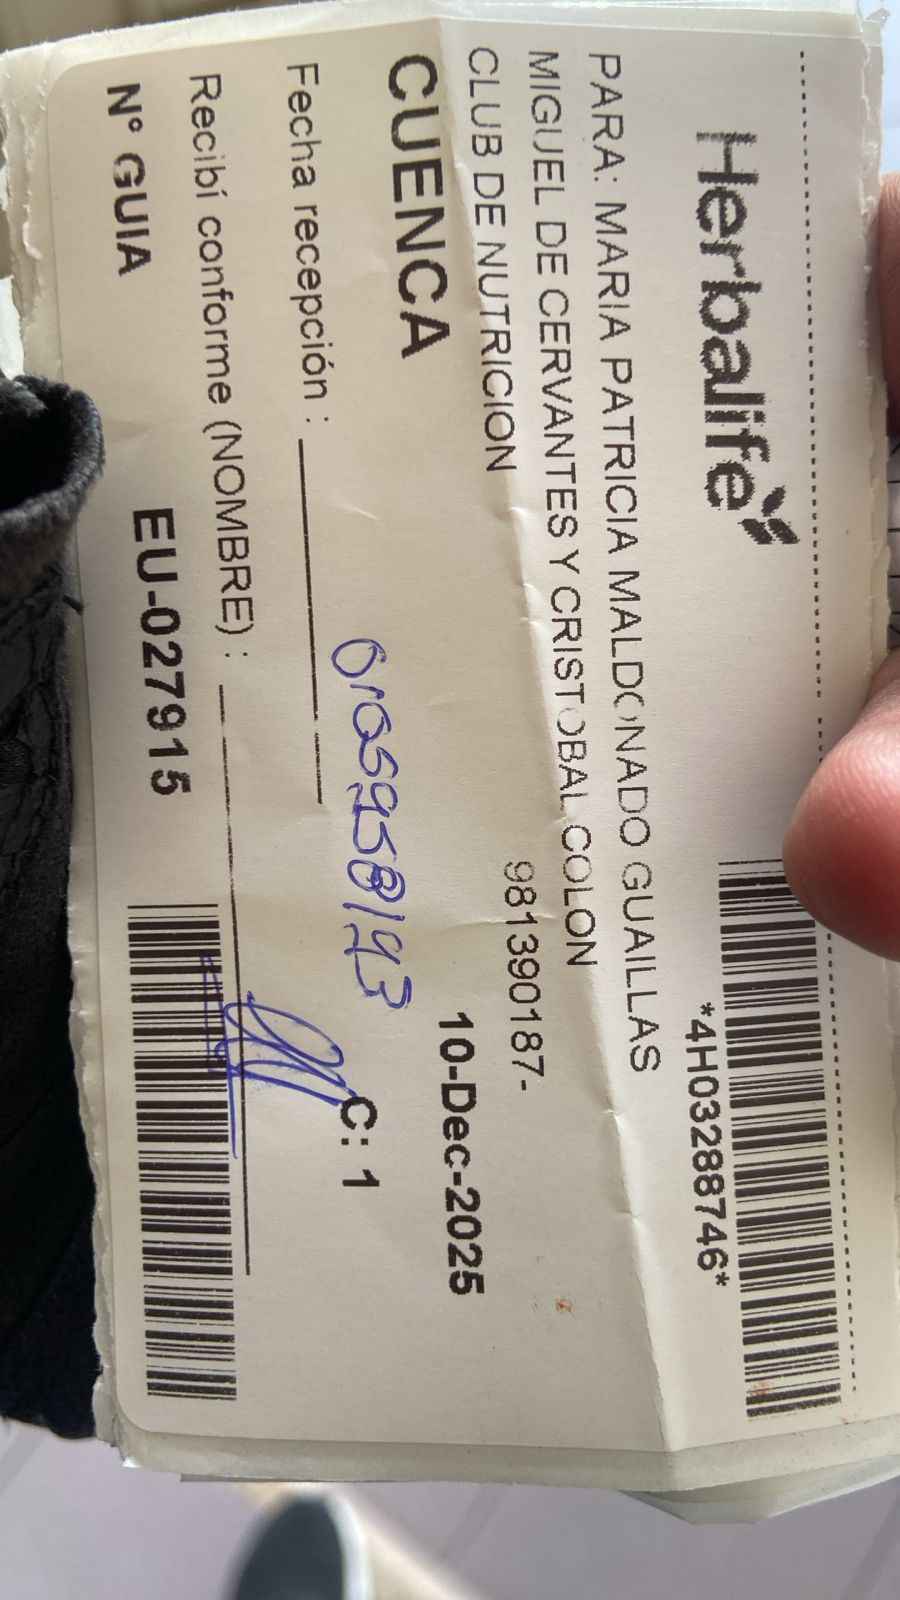 Herbalife
*4H03288746*
PARA: MARIA PATRICIA MALDONADO GUAILLAS
MIGUEL DE CERVANTES Y CRISTOBAL COLON
CLUB DE NUTRICION 981390187-
CUENCA 10-Dec-2025
Fecha recepción : C: 1
Recibí conforme (NOMBRE) :
N° GUIA EU-027915